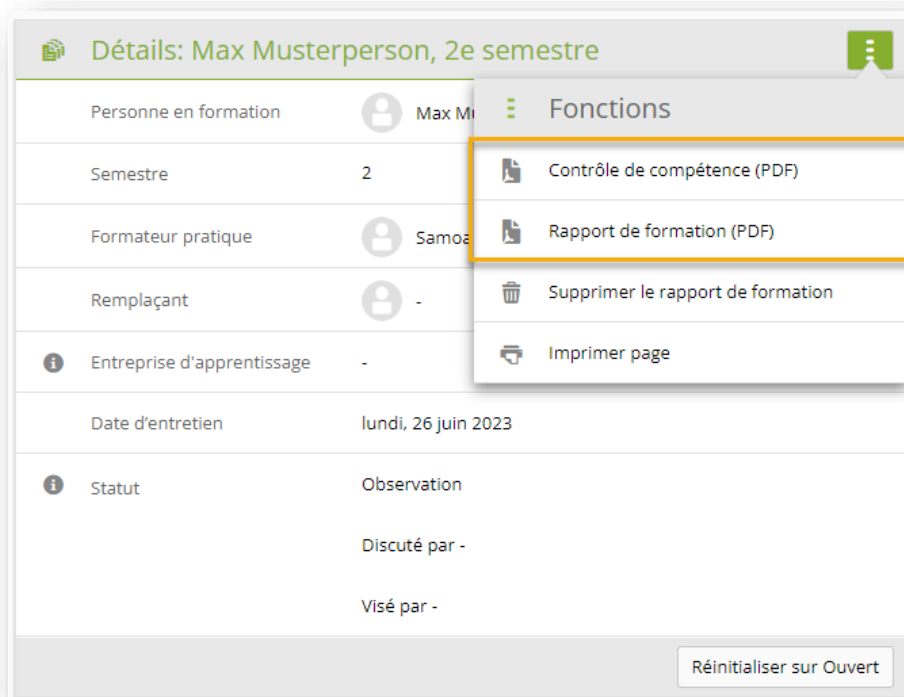 Détails: Max Musterperson, 2e semestre
Fonctions
Contrôle de compétence (PDF)
Rapport de formation (PDF)
Supprimer le rapport de formation
Imprimer page
Personne en formation Max
Semestre 2
Formateur pratique Samoa
Remplaçant -
Entreprise d'apprentissage -
Date d’entretien lundi, 26 juin 2023
Statut Observation
Discuté par -
Visé par -
Réinitialiser sur Ouvert